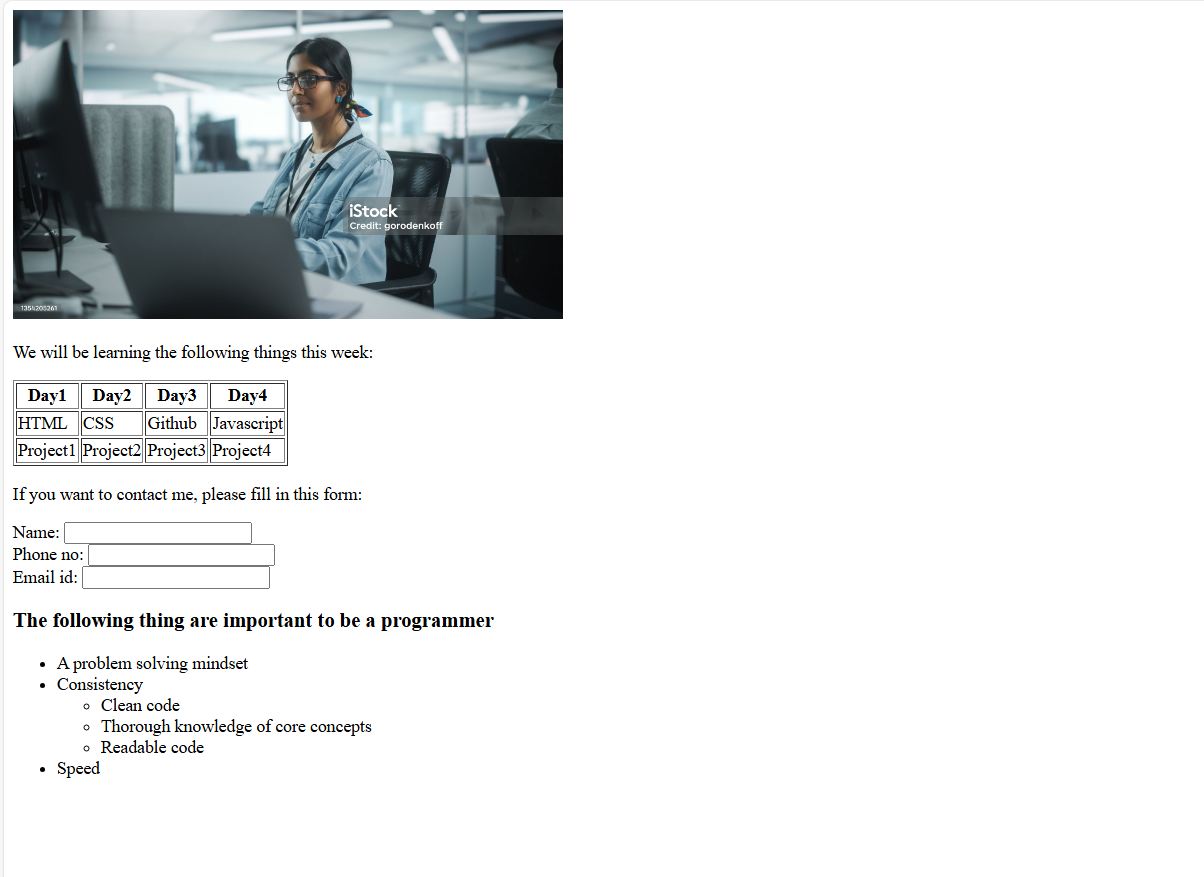 iStock
Credit: gorodenkoff
1354205261
We will be learning the following things this week:
Day1 Day2 Day3 Day4
HTML CSS Github Javascript
Project1 Project2 Project3 Project4
If you want to contact me, please fill in this form:
Name:
Phone no:
Email id:
The following thing are important to be a programmer
A problem solving mindset
Consistency
Clean code
Thorough knowledge of core concepts
Readable code
Speed